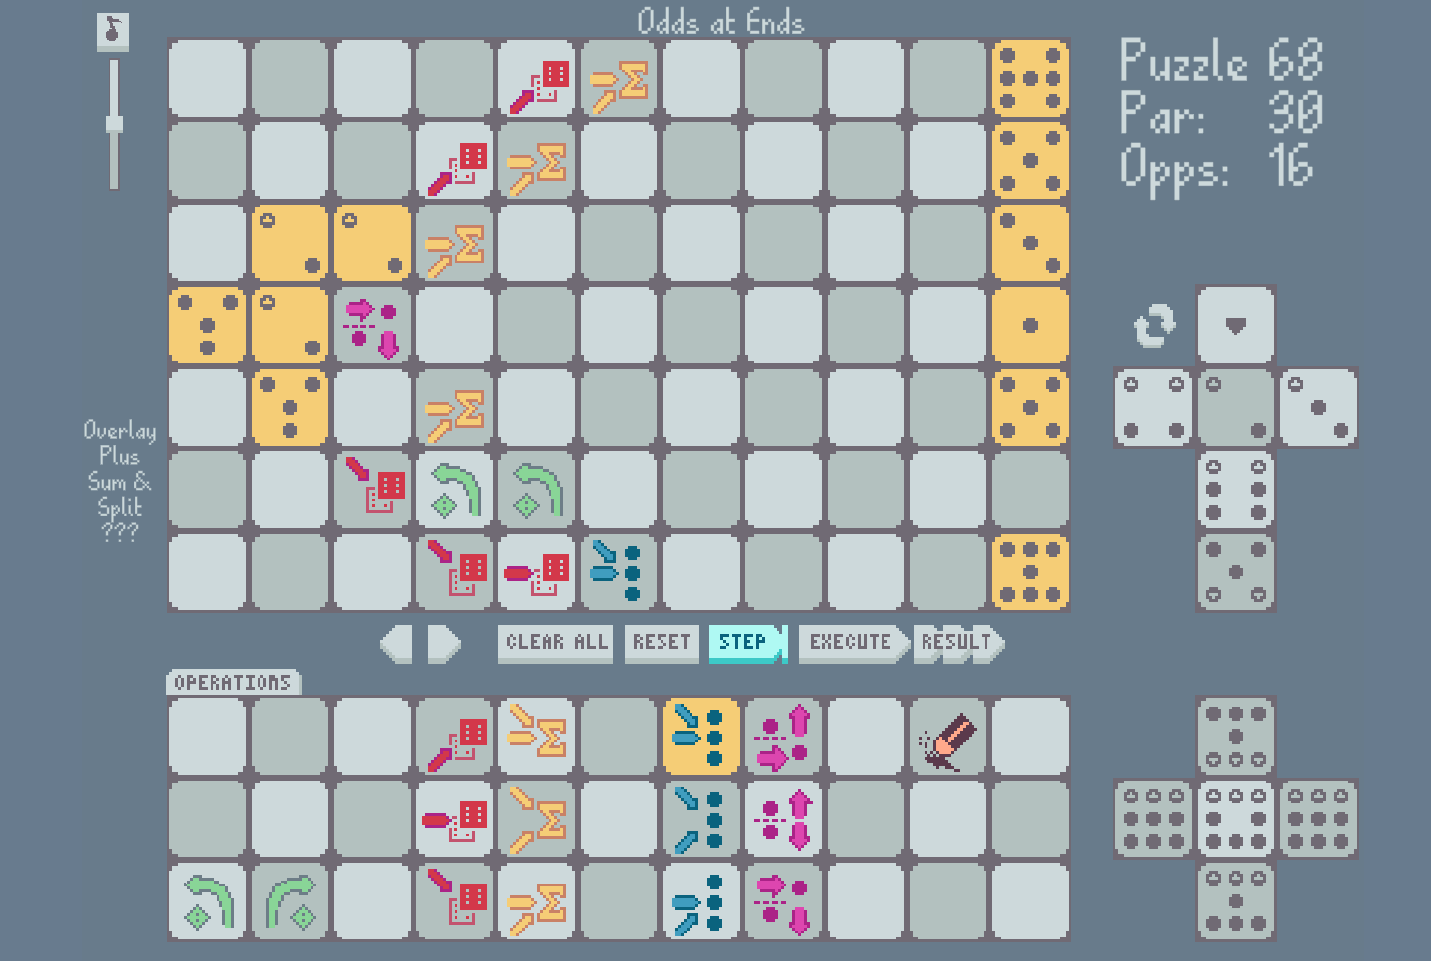 Odds at Ends
Puzzle 68
Par: 30
Opps: 16
Overlay
Plus
Sum &
Split
???
CLEAR ALL
RESET
STEP
EXECUTE
RESULT
OPERATIONS